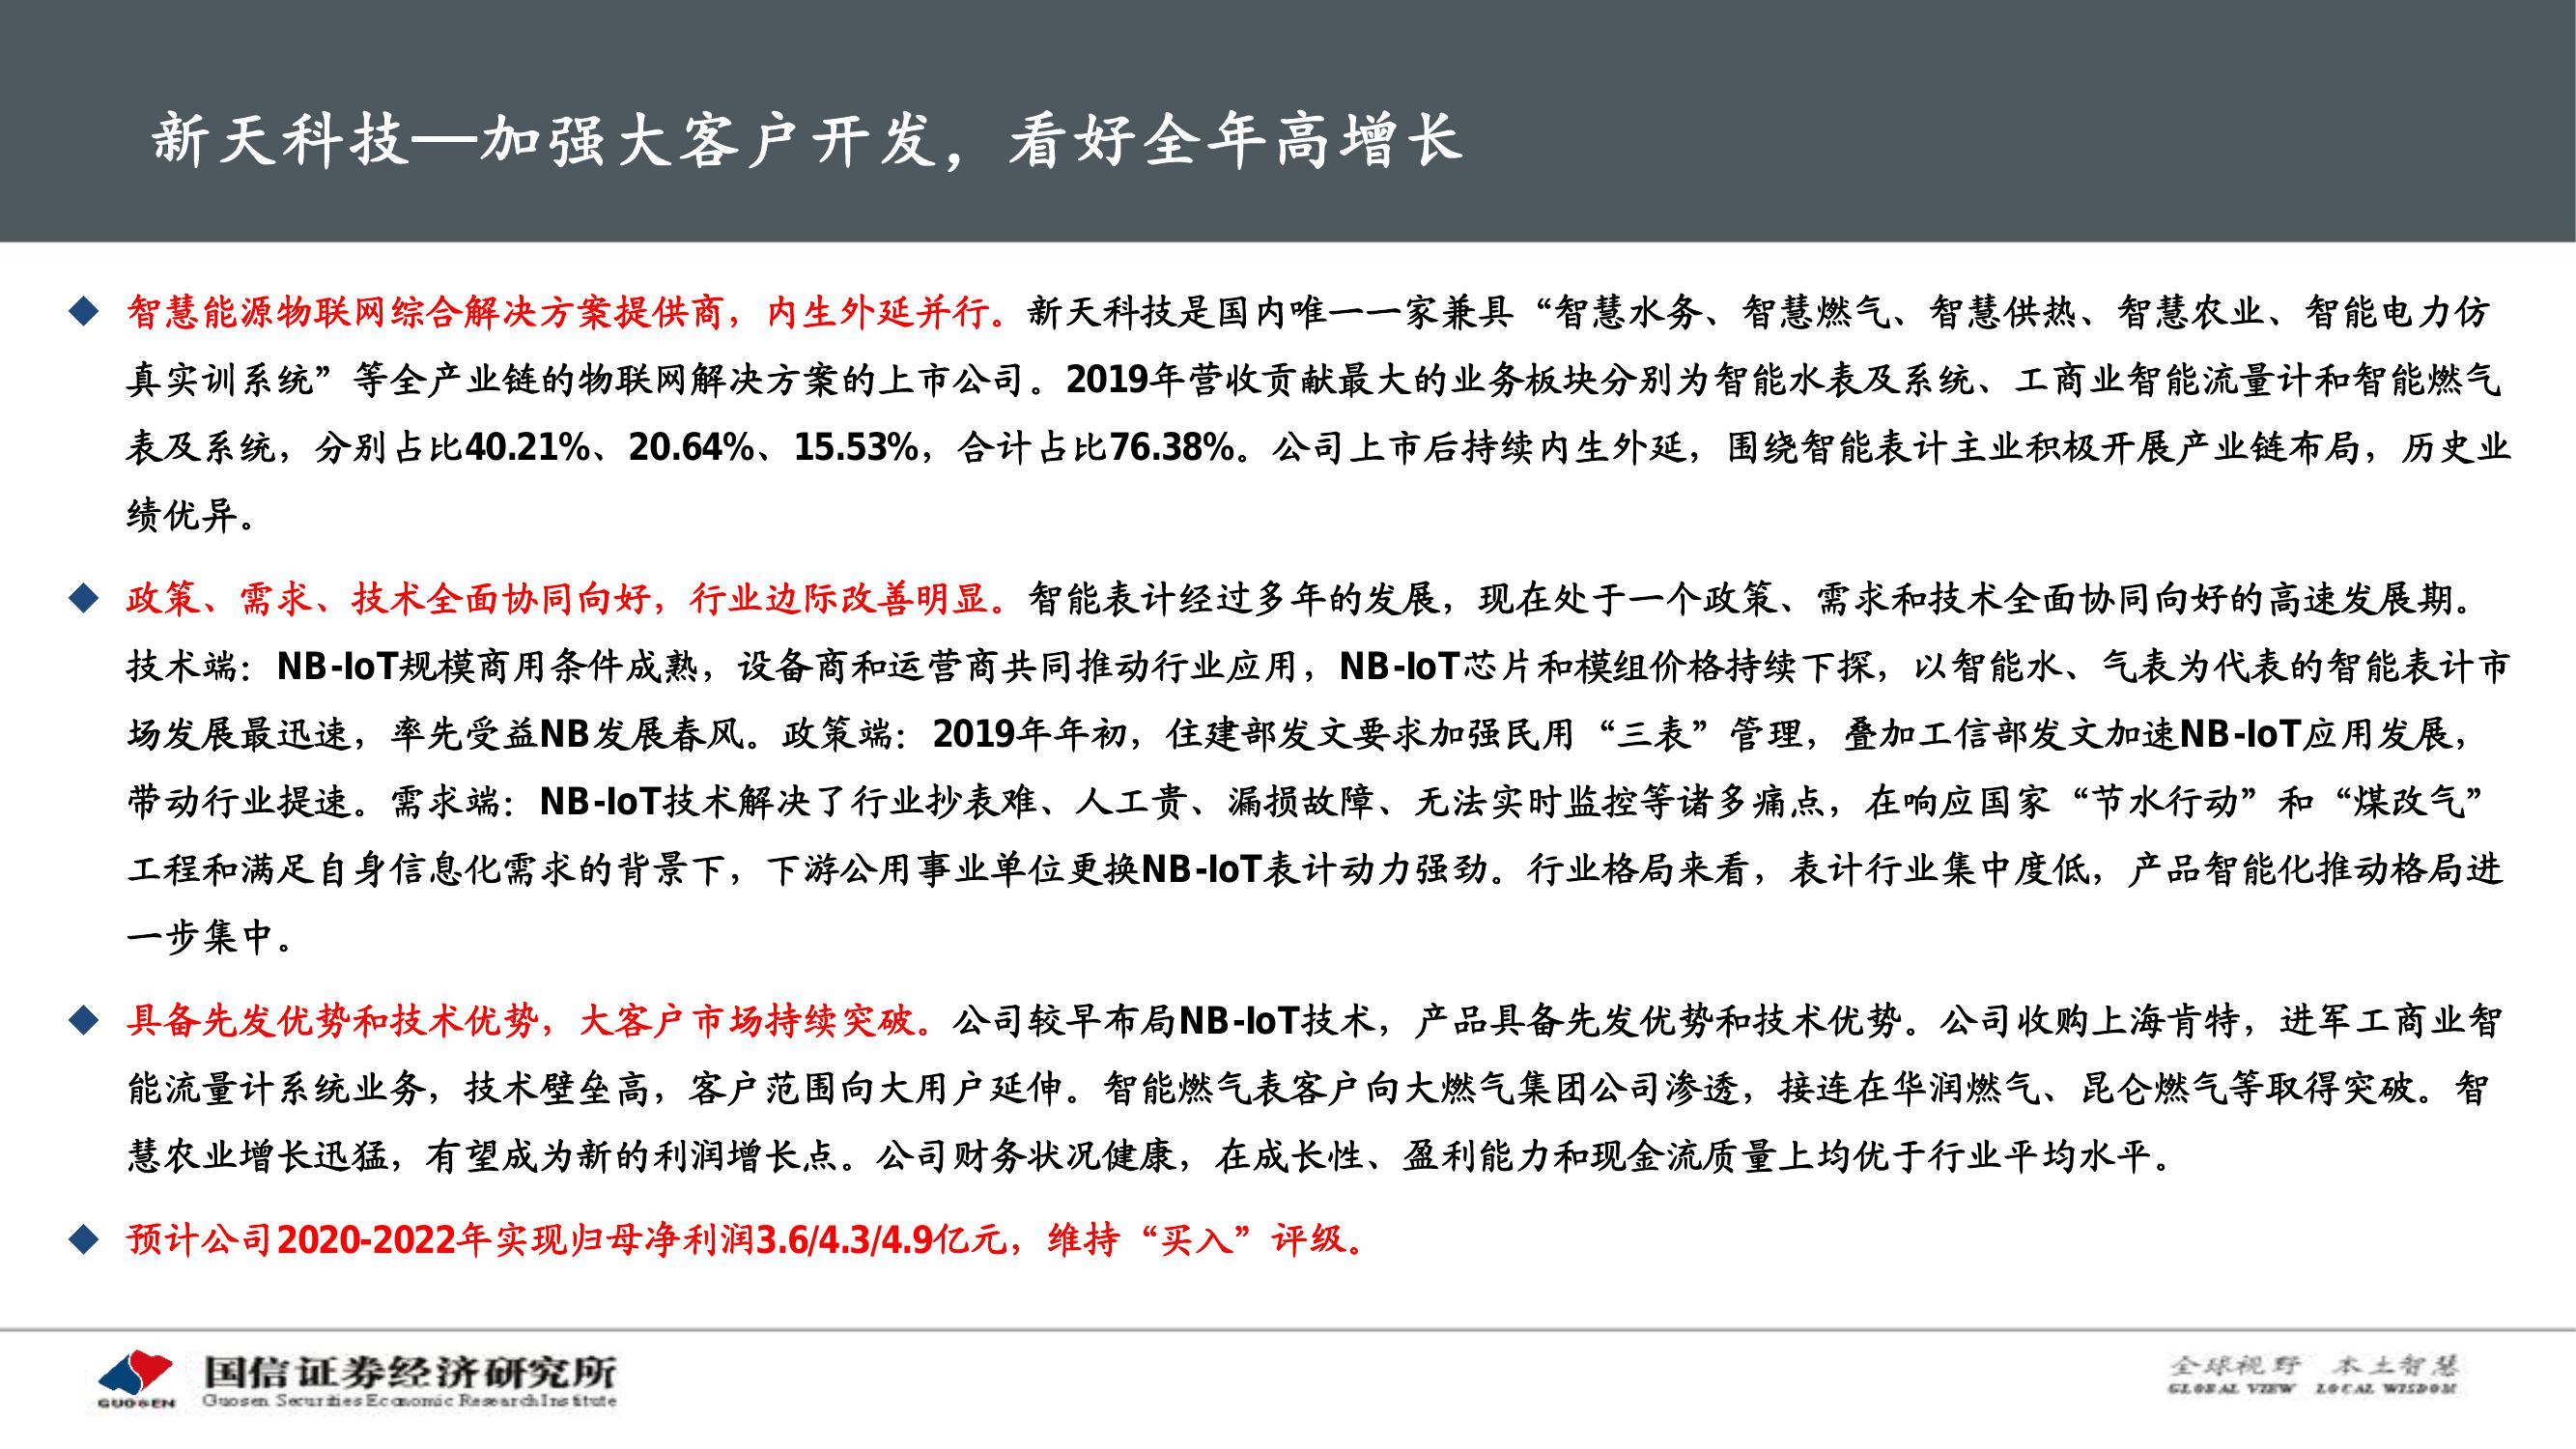 新天科技—加强大客户开发，看好全年高增长
智慧能源物联网综合解决方案提供商，内生外延并行。新天科技是国内唯一一家兼具“智慧水务、智慧燃气、智慧供热、智慧农业、智能电力仿
真实训系统”等全产业链的物联网解决方案的上市公司。2019年营收贡献最大的业务板块分别为智能水表及系统、工商业智能流量计和智能燃气
表及系统，分别占比40.21%、20.64%、15.53%，合计占比76.38%。公司上市后持续内生外延，围绕智能表计主业积极开展产业链布局，历史业
绩优异。
政策、需求、技术全面协同向好，行业边际改善明显。智能表计经过多年的发展，现在处于一个政策、需求和技术全面协同向好的高速发展期。
技术端：NB-IoT规模商用条件成熟，设备商和运营商共同推动行业应用，NB-IoT芯片和模组价格持续下探，以智能水、气表为代表的智能表计市
场发展最迅速，率先受益NB发展春风。政策端：2019年年初，住建部发文要求加强民用“三表”管理，叠加工信部发文加速NB-IoT应用发展，
带动行业提速。需求端：NB-IoT技术解决了行业抄表难、人工贵、漏损故障、无法实时监控等诸多痛点，在响应国家“节水行动”和“煤改气”
工程和满足自身信息化需求的背景下，下游公用事业单位更换NB-IoT表计动力强劲。行业格局来看，表计行业集中度低，产品智能化推动格局进
一步集中。
具备先发优势和技术优势，大客户市场持续突破。公司较早布局NB-IoT技术，产品具备先发优势和技术优势。公司收购上海肯特，进军工商业智
能流量计系统业务，技术壁垒高，客户范围向大用户延伸。智能燃气表客户向大燃气集团公司渗透，接连在华润燃气、昆仑燃气等取得突破。智
慧农业增长迅猛，有望成为新的利润增长点。公司财务状况健康，在成长性、盈利能力和现金流质量上均优于行业平均水平。
预计公司2020-2022年实现归母净利润3.6/4.3/4.9亿元，维持“买入”评级。
GUOSEN
国信证券经济研究所
Guosen Securities Economic Research Institute
全球视野 本土智慧
GLOBAL VIEW LOCAL WISDOM